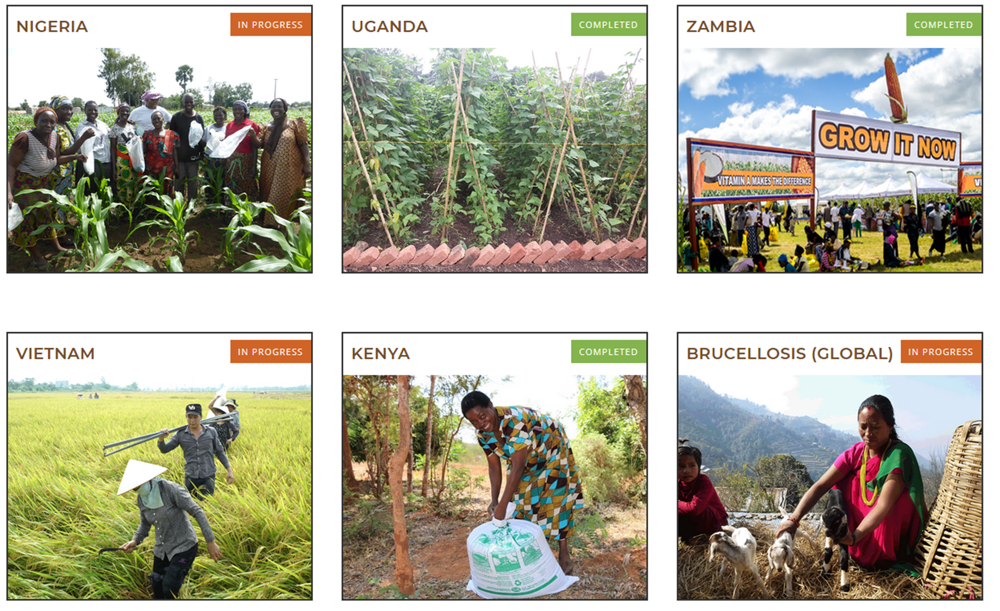 NIGERIA
IN PROGRESS
UGANDA
COMPLETED
ZAMBIA
COMPLETED
GROW IT NOW
VITAMIN A MAKES THE DIFFERENCE
VI
VIETNAM
IN PROGRESS
KENYA
COMPLETED
BRUCELLOSIS (GLOBAL)
IN PROGRESS